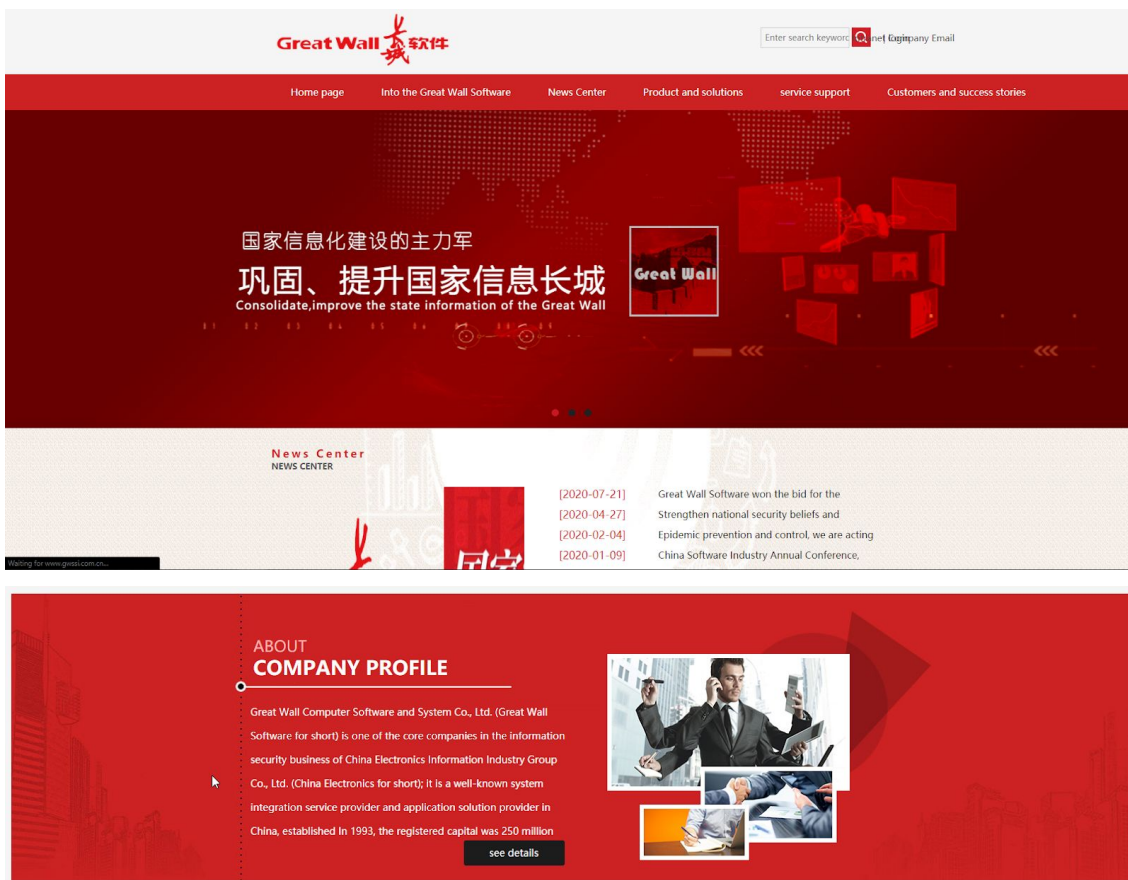 Great Wall 长城 软件
Enter search keyworc
Company Email
Home page
Into the Great Wall Software
News Center
Product and solutions
service support
Customers and success stories
国家信息化建设的主力军
巩固、提升国家信息长城
Consolidate,improve the state information of the Great Wall
Great Wall
News Center
NEWS CENTER
[2020-07-21] Great Wall Software won the bid for the
[2020-04-27] Strengthen national security beliefs and
[2020-02-04] Epidemic prevention and control, we are acting
[2020-01-09] China Software Industry Annual Conference,
国家
Waiting for www.gwssi.com.cn...
ABOUT
COMPANY PROFILE
Great Wall Computer Software and System Co., Ltd. (Great Wall
Software for short) is one of the core companies in the information
security business of China Electronics Information Industry Group
Co., Ltd. (China Electronics for short); it is a well-known system
integration service provider and application solution provider in
China, established In 1993, the registered capital was 250 million
see details